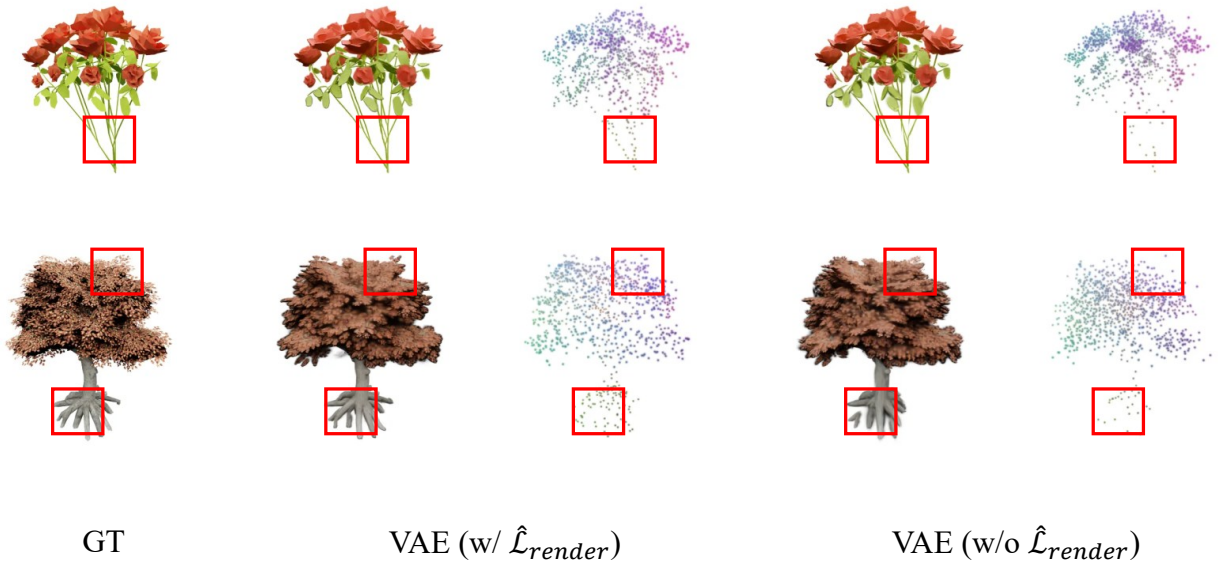 GT VAE (w/ ℒ̂_render) VAE (w/o ℒ̂_render)